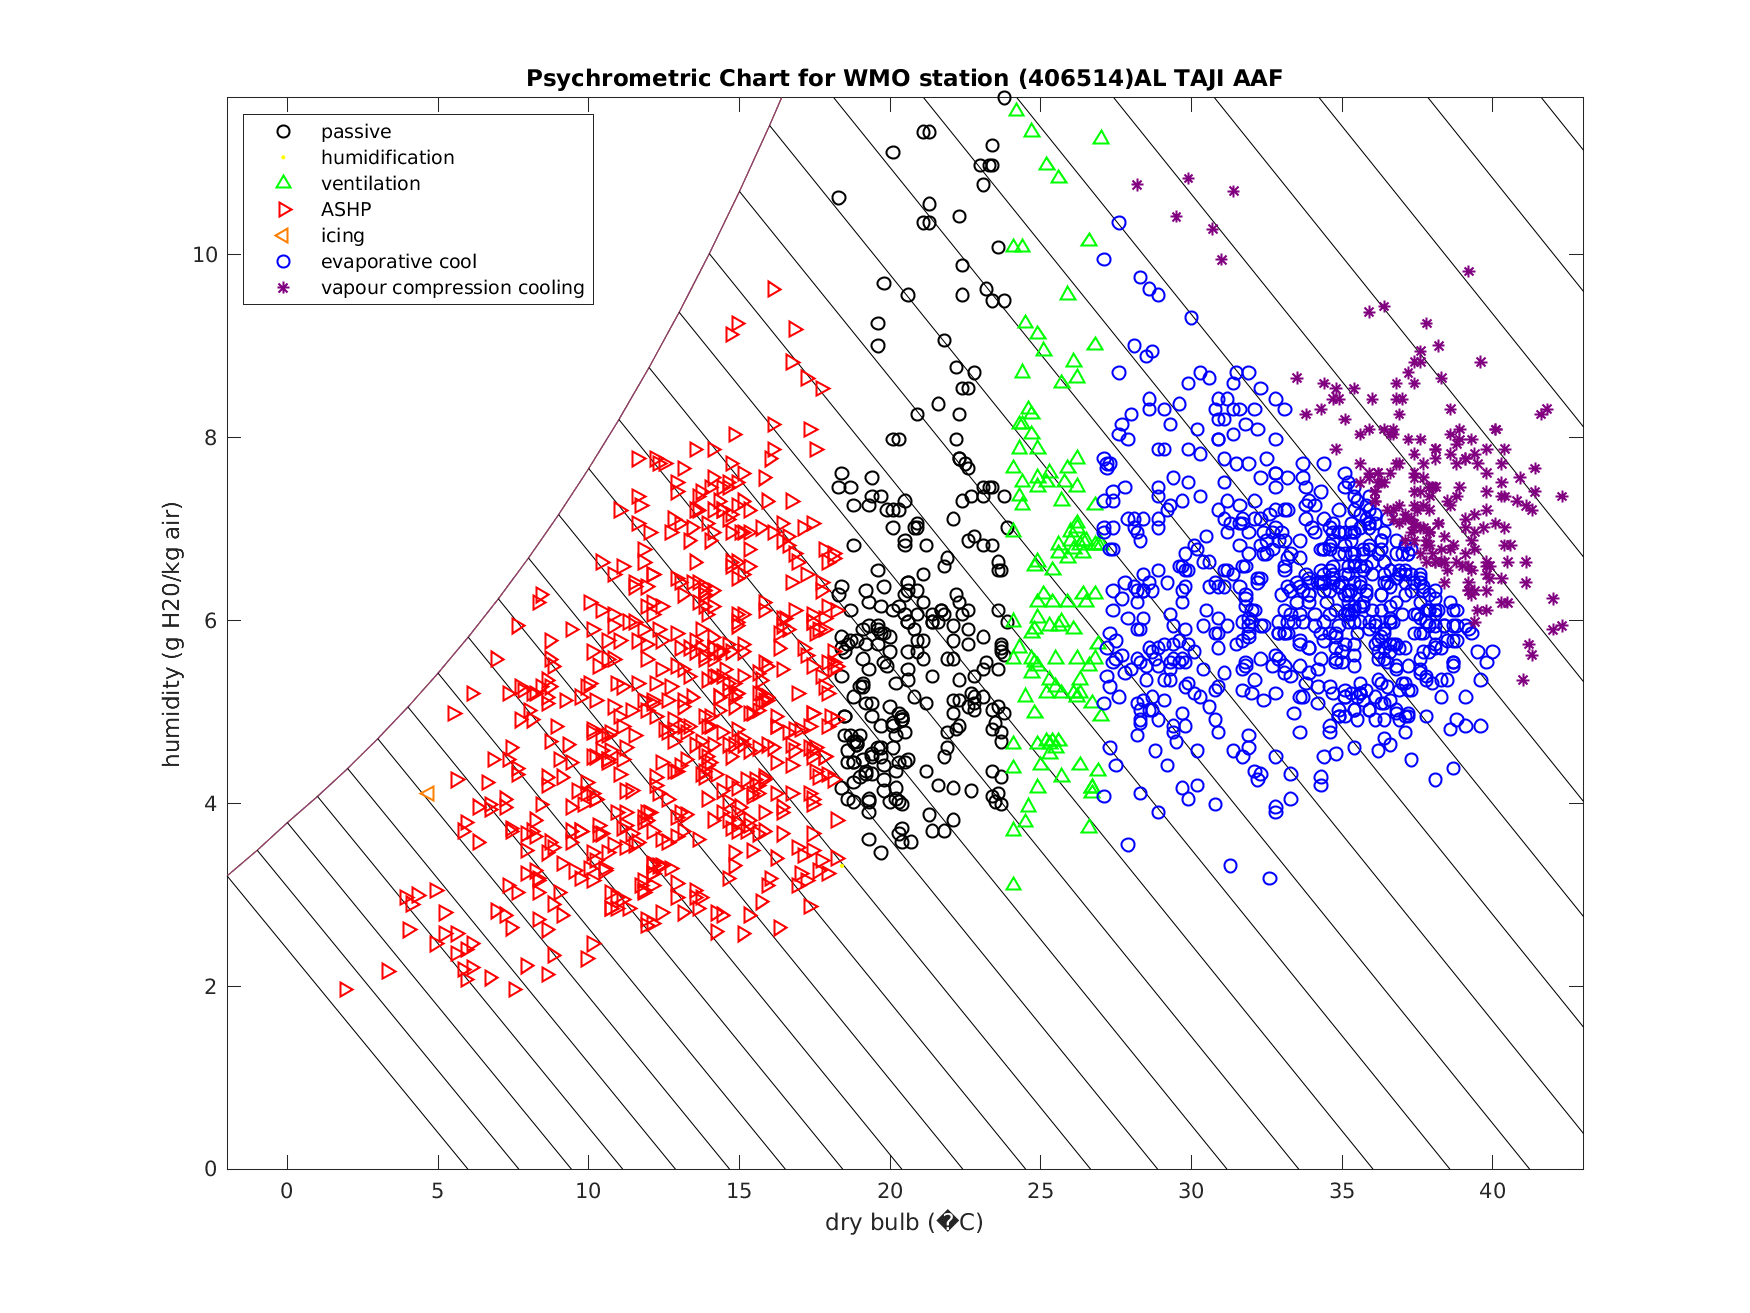 Psychrometric Chart for WMO station (406514)AL TAJI AAF
passive
humidification
ventilation
ASHP
icing
evaporative cool
vapour compression cooling
humidity (g H20/kg air)
10
8
6
4
2
0
0 5 10 15 20 25 30 35 40
dry bulb (�C)